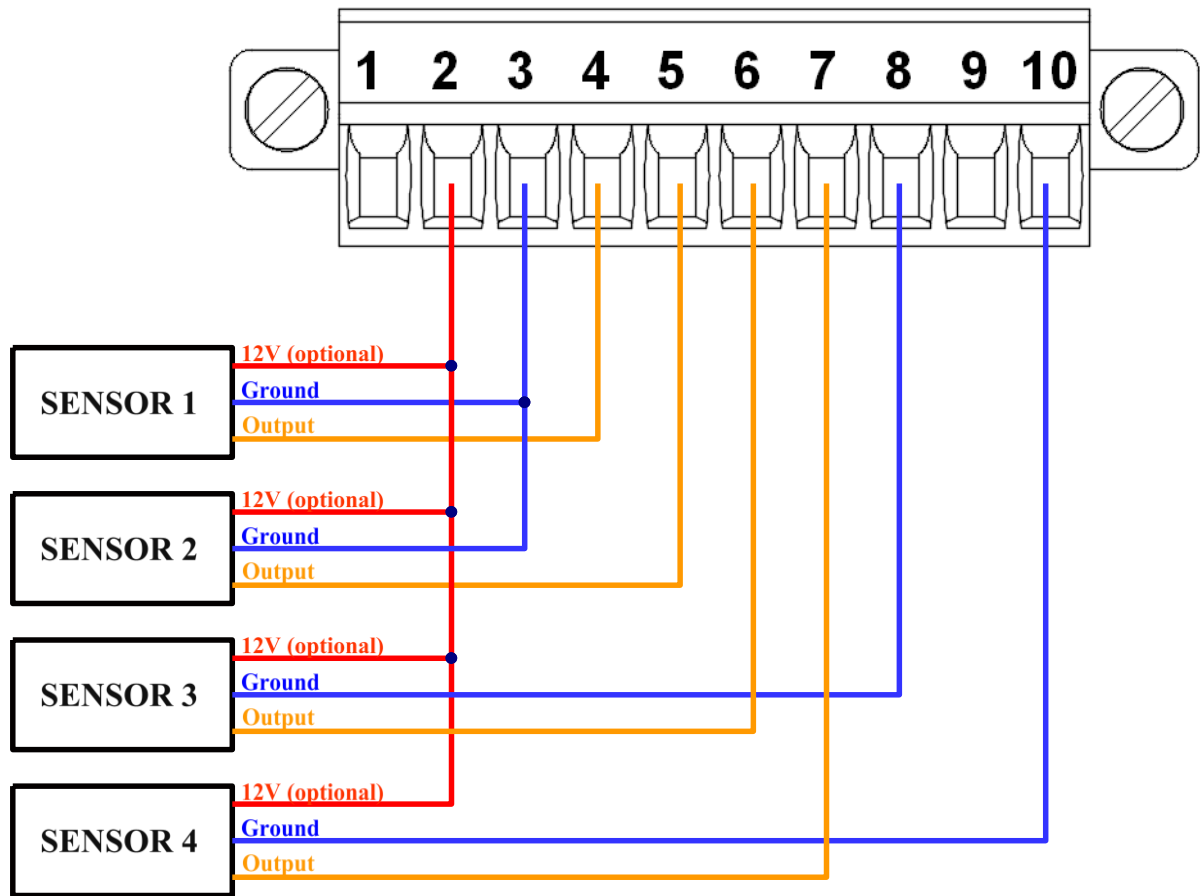 1 2 3 4 5 6 7 8 9 10
12V (optional)
Ground
Output
SENSOR 1
12V (optional)
Ground
Output
SENSOR 2
12V (optional)
Ground
Output
SENSOR 3
12V (optional)
Ground
Output
SENSOR 4